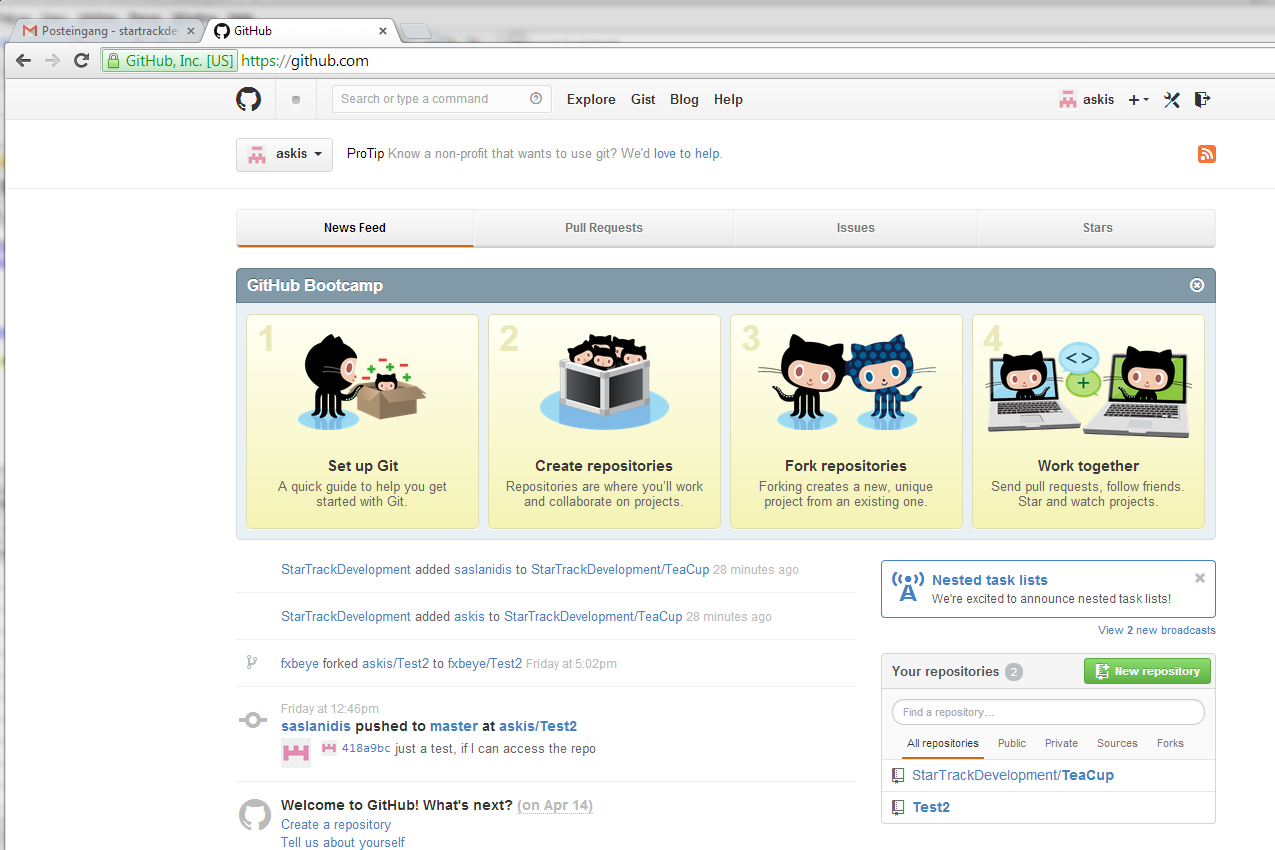 Posteingang - startrackde
GitHub
GitHub, Inc. [US] https://github.com
Search or type a command
Explore Gist Blog Help
askis
askis
ProTip Know a non-profit that wants to use git? We'd love to help.
News Feed Pull Requests Issues Stars
GitHub Bootcamp
1
Set up Git
A quick guide to help you get
started with Git.
2
Create repositories
Repositories are where you'll work
and collaborate on projects.
3
Fork repositories
Forking creates a new, unique
project from an existing one.
4
Work together
Send pull requests, follow friends.
Star and watch projects.
StarTrackDevelopment added saslanidis to StarTrackDevelopment/TeaCup 28 minutes ago
StarTrackDevelopment added askis to StarTrackDevelopment/TeaCup 28 minutes ago
fxbeye forked askis/Test2 to fxbeye/Test2 Friday at 5:02pm
Friday at 12:46pm
saslanidis pushed to master at askis/Test2
418a9bc just a test, if I can access the repo
Welcome to GitHub! What's next? (on Apr 14)
Create a repository
Tell us about yourself
Nested task lists
We're excited to announce nested task lists!
View 2 new broadcasts
Your repositories 2
New repository
Find a repository…
All repositories Public Private Sources Forks
StarTrackDevelopment/TeaCup
Test2